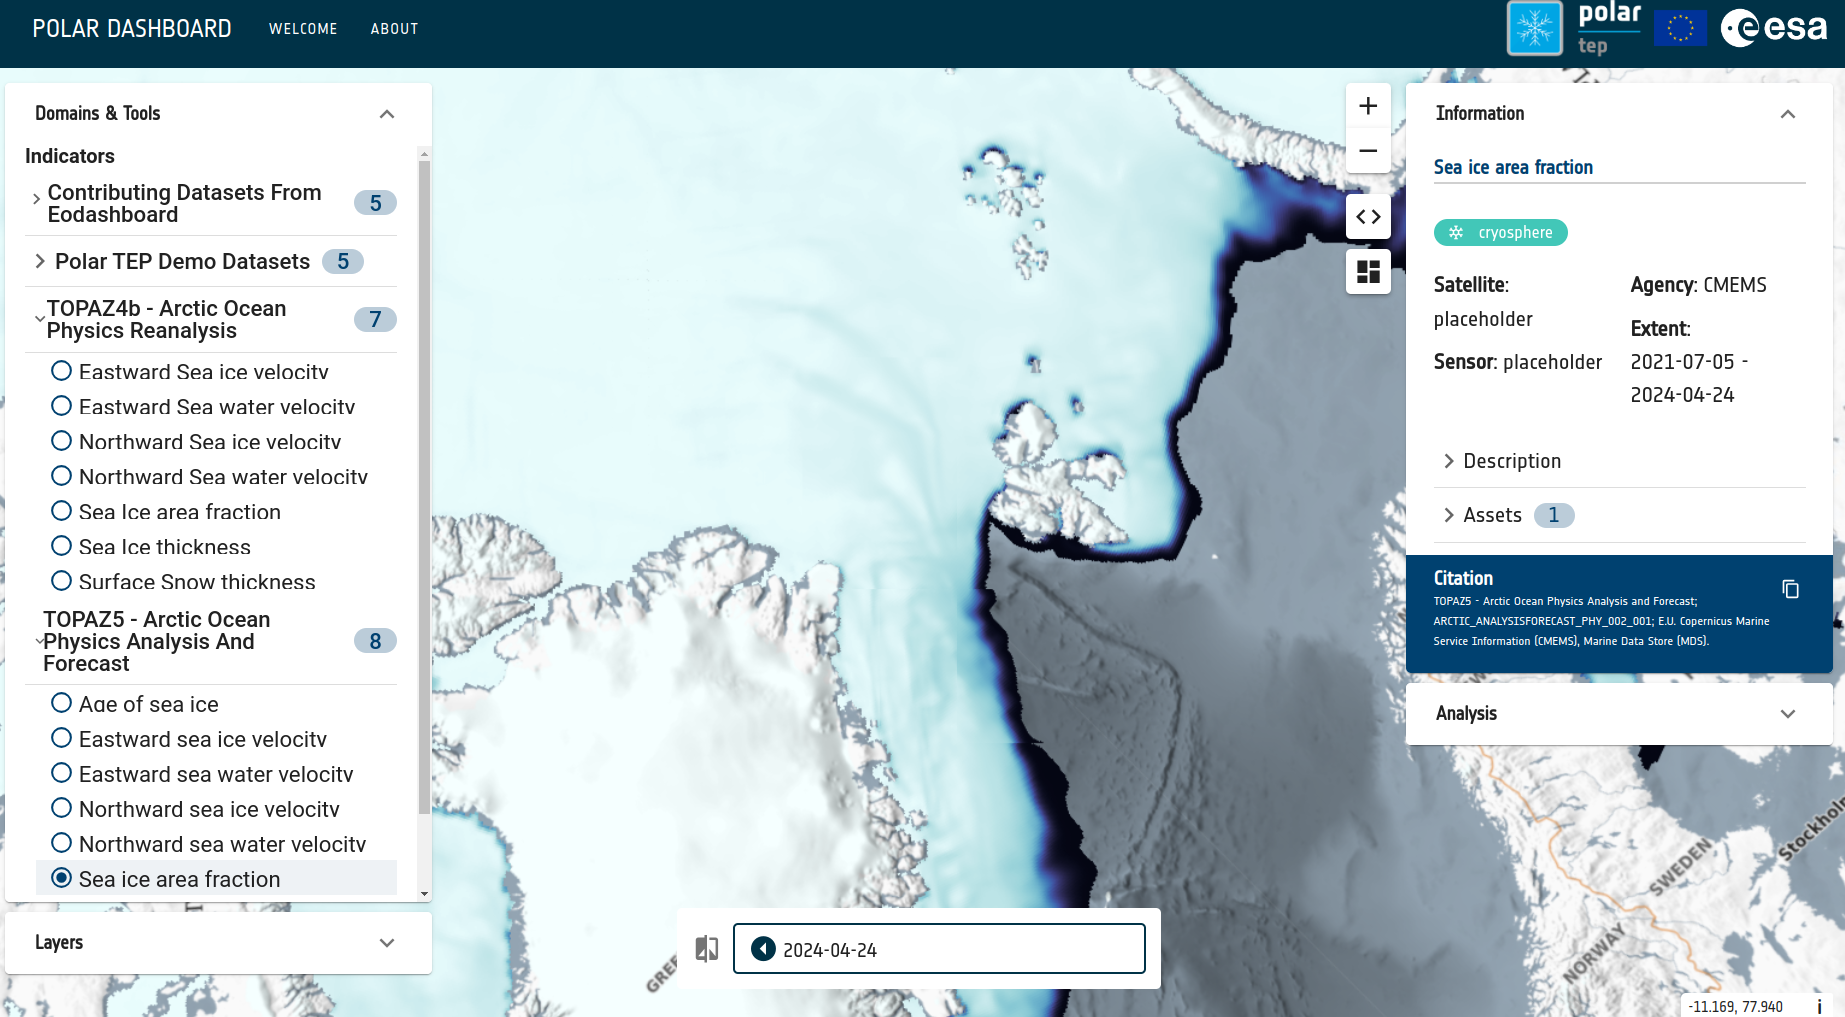 POLAR DASHBOARD
WELCOME
ABOUT
polar
tep
esa
Domains & Tools
Indicators
Contributing Datasets From
Eodashboard
5
Polar TEP Demo Datasets
5
TOPAZ4b - Arctic Ocean
Physics Reanalysis
7
Eastward Sea ice velocity
Eastward Sea water velocity
Northward Sea ice velocity
Northward Sea water velocity
Sea Ice area fraction
Sea Ice thickness
Surface Snow thickness
TOPAZ5 - Arctic Ocean
Physics Analysis And
Forecast
8
Age of sea ice
Eastward sea ice velocity
Eastward sea water velocity
Northward sea ice velocity
Northward sea water velocity
Sea ice area fraction
Layers
2024-04-24
Information
Sea ice area fraction
cryosphere
Satellite:
placeholder
Sensor: placeholder
Agency: CMEMS
Extent:
2021-07-05 -
2024-04-24
Description
Assets
1
Citation
TOPAZ5 - Arctic Ocean Physics Analysis and Forecast;
ARCTIC_ANALYSISFORECAST_PHY_002_001; E.U. Copernicus Marine
Service Information (CMEMS), Marine Data Store (MDS).
Analysis
SWEDEN
NORWAY
-11.169, 77.940
i